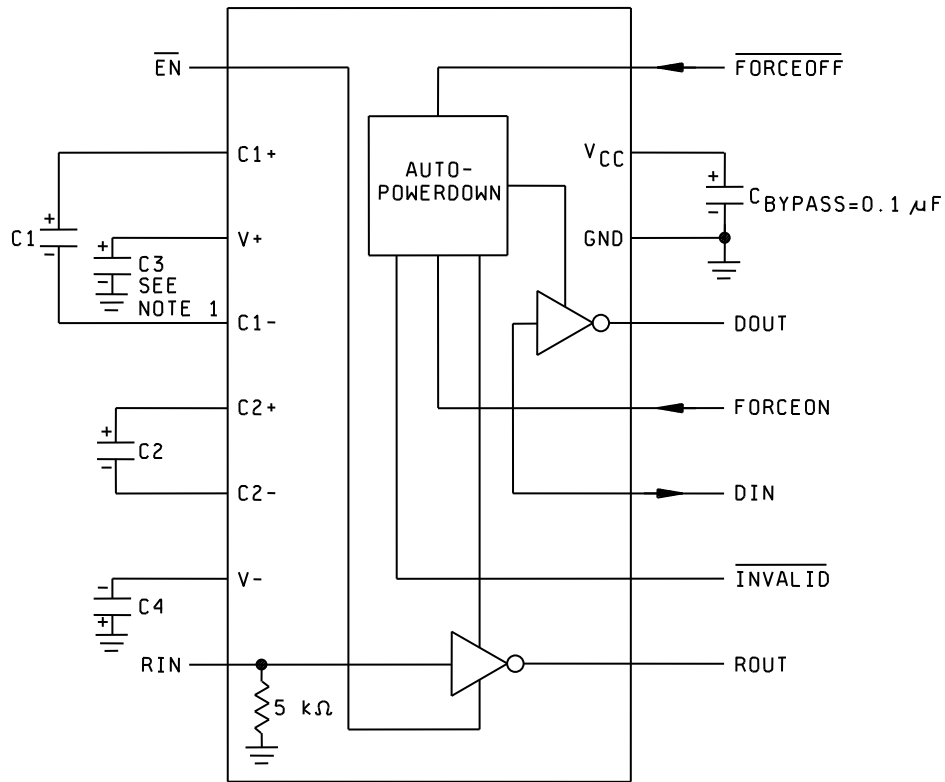 EN
FORCEOFF
C1+
AUTO-
POWERDOWN
VCC
+
- CBYPASS=0.1 µF
+
C1
-
V+
+
C3
-
SEE
NOTE 1
GND
C1-
DOUT
C2+
FORCEON
+
C2
-
C2-
DIN
V-
-
C4
+
INVALID
RIN
ROUT
5 kΩ